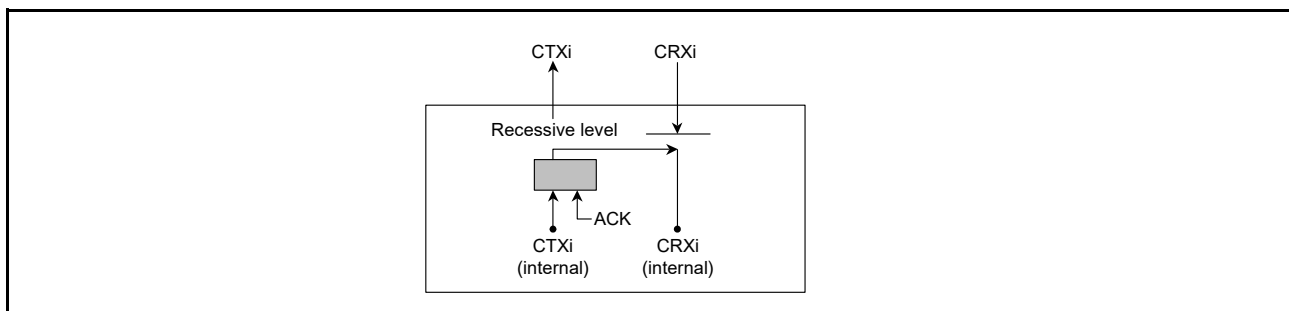 CTXi
CRXi
Recessive level
ACK
CTXi
(internal)
CRXi
(internal)